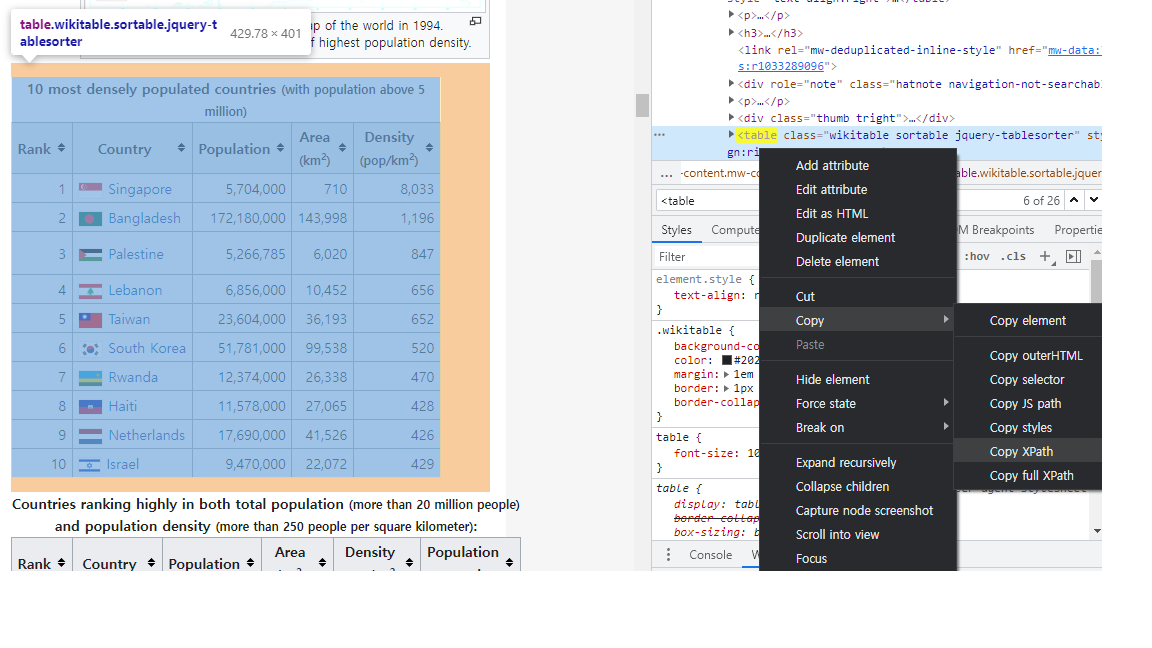 table.wikitable.sortable.jquery-t
ablesorter
429.78 × 401
ap of the world in 1994.
f highest population density.
10 most densely populated countries (with population above 5
million)
Rank Country Population Area (km²) Density (pop/km²)
1 Singapore 5,704,000 710 8,033
2 Bangladesh 172,180,000 143,998 1,196
3 Palestine 5,266,785 6,020 847
4 Lebanon 6,856,000 10,452 656
5 Taiwan 23,604,000 36,193 652
6 South Korea 51,781,000 99,538 520
7 Rwanda 12,374,000 26,338 470
8 Haiti 11,578,000 27,065 428
9 Netherlands 17,690,000 41,526 426
10 Israel 9,470,000 22,072 429
Countries ranking highly in both total population (more than 20 million people)
and population density (more than 250 people per square kilometer):
Rank Country Population Area Density Population
<p>…</p>
<h3>…</h3>
<link rel="mw-deduplicated-inline-style" href="mw-data:
s:r1033289096">
<div role="note" class="hatnote navigation-not-searchab
<p>…</p>
<div class="thumb tright">…</div>
<table class="wikitable sortable jquery-tablesorter" sty
gn:ri
... -content.mw-co
able.wikitable.sortable.jquer
<table
6 of 26
Styles Compute
M Breakpoints Propertie
Filter
:hov .cls +
element.style {
text-align: r
}
.wikitable {
background-co
color: #202
margin: 1em
border: 1px
border-collap
}
table {
font-size: 10
}
table {
display: tabl
border-collap
box-sizing: b
Console W
Add attribute
Edit attribute
Edit as HTML
Duplicate element
Delete element
Cut
Copy
Paste
Hide element
Force state
Break on
Expand recursively
Collapse children
Capture node screenshot
Scroll into view
Focus
Copy element
Copy outerHTML
Copy selector
Copy JS path
Copy styles
Copy XPath
Copy full XPath